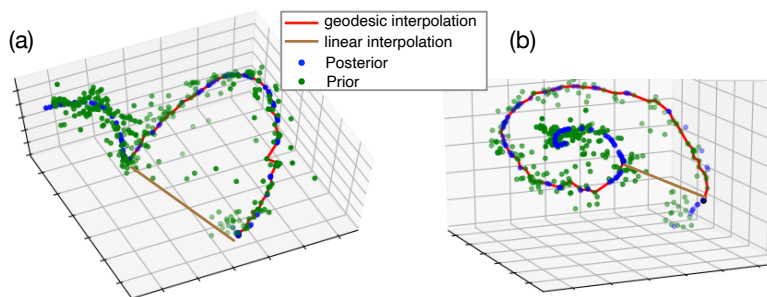 (a)
geodesic interpolation
linear interpolation
Posterior
Prior
(b)